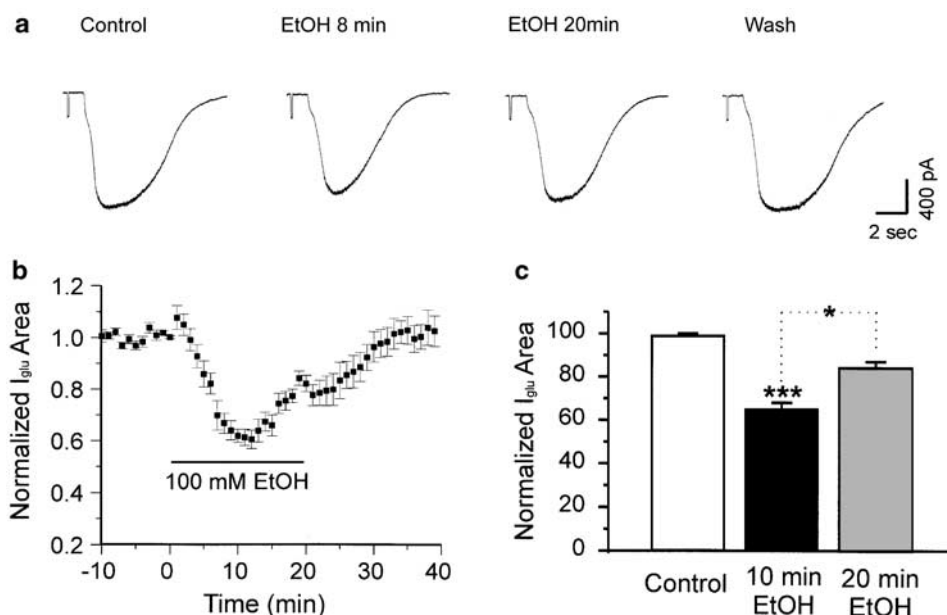 a
Control EtOH 8 min EtOH 20min Wash
400 pA
2 sec
b
Normalized Iglu Area
1.2
1.0
0.8
0.6
0.4
0.2
100 mM EtOH
-10 0 10 20 30 40
Time (min)
c
Normalized Iglu Area
100
80
60
40
20
0
*
***
Control 10 min EtOH 20 min EtOH